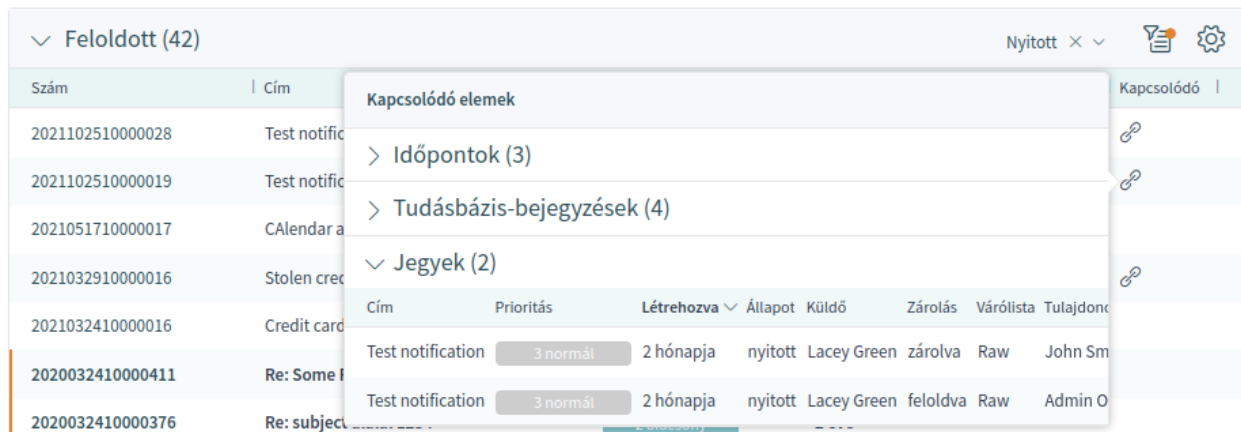 Feloldott (42) Nyitott
Szám Cím Kapcsolódó
Kapcsolódó elemek
2021102510000028 Test notific
Időpontok (3)
2021102510000019 Test notific
Tudásbázis-bejegyzések (4)
2021051710000017 CAlendar a
Jegyek (2)
2021032910000016 Stolen cred
Cím Prioritás Létrehozva Állapot Küldő Zárolás Várólista Tulajdono
2021032410000016 Credit card
Test notification 3 normál 2 hónapja nyitott Lacey Green zárolva Raw John Sm
2020032410000411 Re: Some
Test notification 3 normál 2 hónapja nyitott Lacey Green feloldva Raw Admin O
2020032410000376 Re: subject